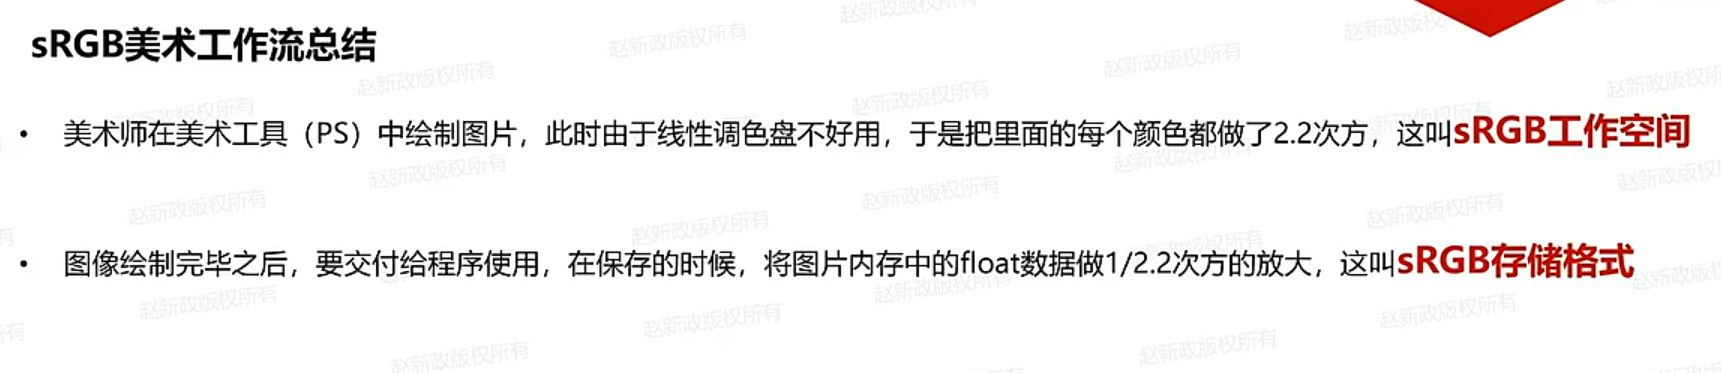 sRGB美术工作流总结
• 美术师在美术工具（PS）中绘制图片，此时由于线性调色盘不好用，于是把里面的每个颜色都做了2.2次方，这叫sRGB工作空间
• 图像绘制完毕之后，要交付给程序使用，在保存的时候，将图片内存中的float数据做1/2.2次方的放大，这叫sRGB存储格式
赵新政版权所有